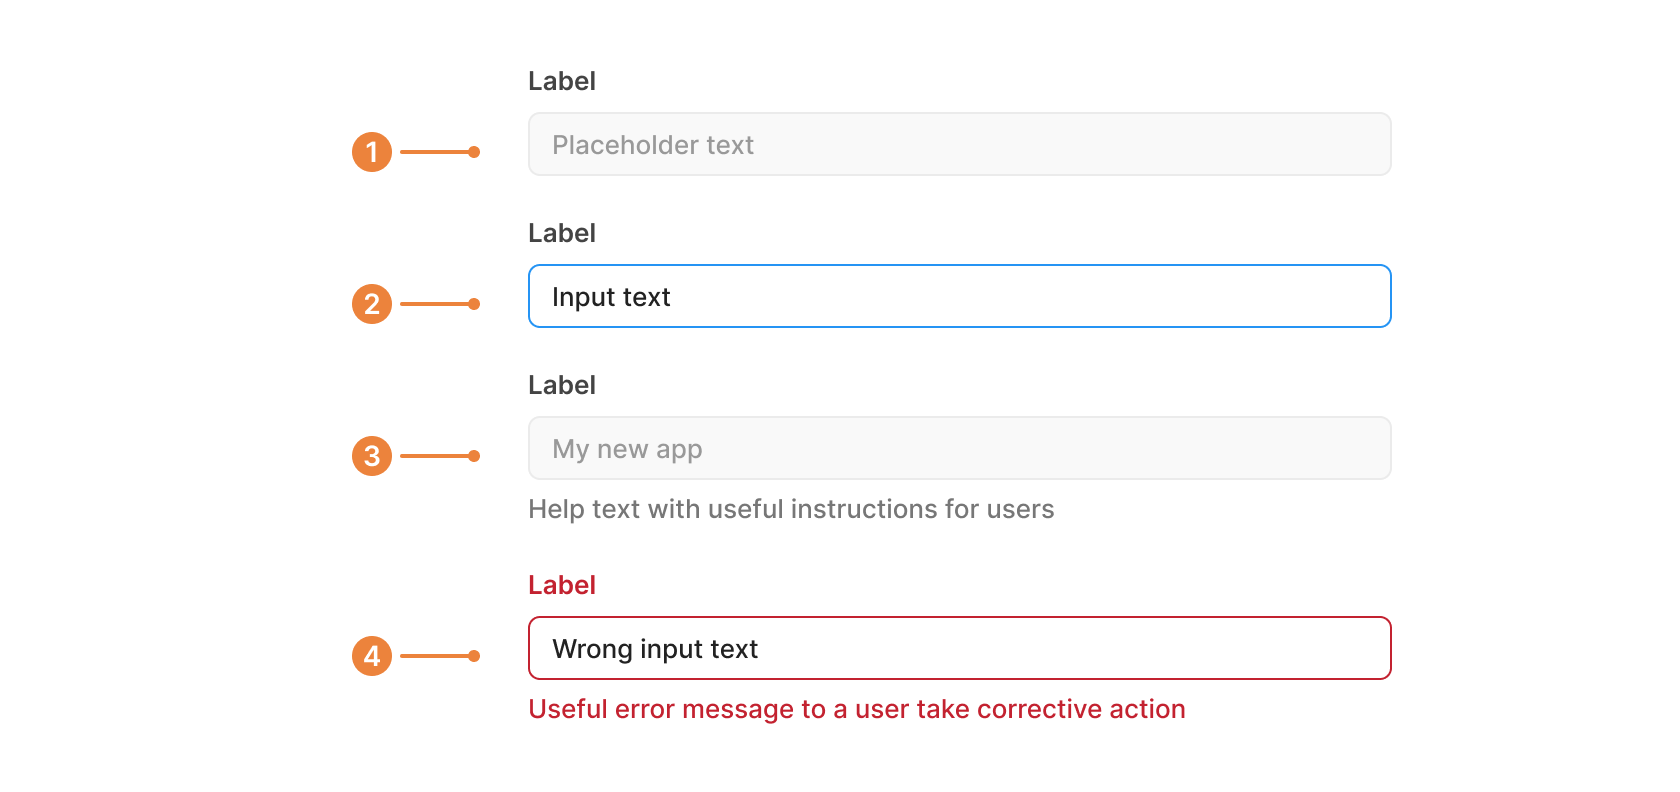 Label
1
Placeholder text
Label
2
Input text
Label
3
My new app
Help text with useful instructions for users
Label
4
Wrong input text
Useful error message to a user take corrective action